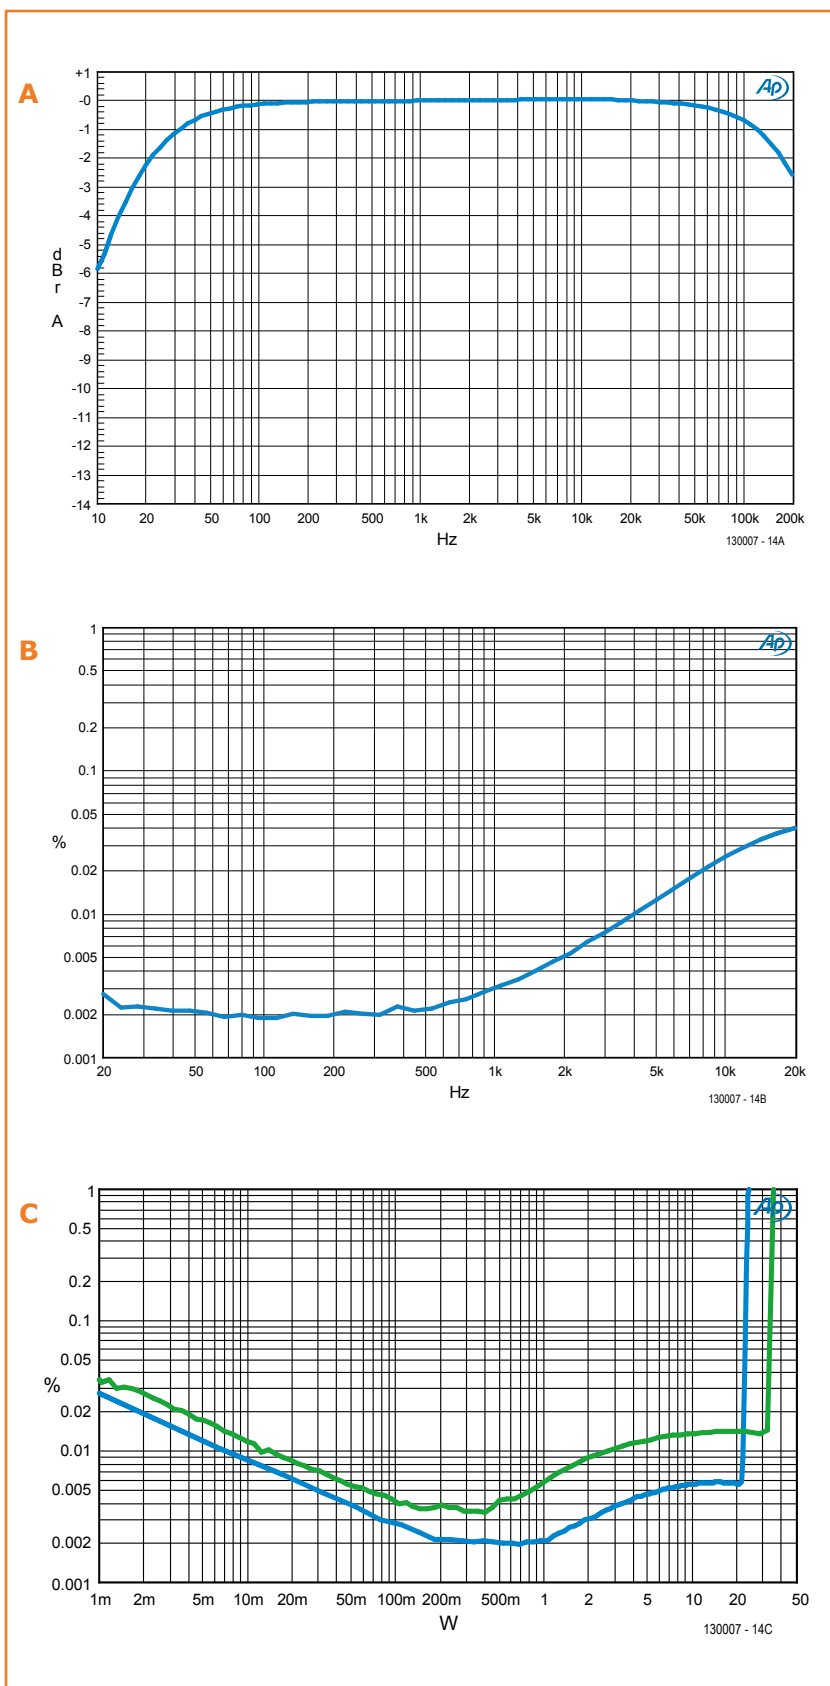 A
+1
-0
-1
-2
-3
-4
-5
-6
-7
-8
-9
-10
-11
-12
-13
-14
d
B
r
A
Ap
10 20 50 100 200 500 1k 2k 5k 10k 20k 50k 100k 200k
Hz
130007 - 14A
B
1
0.5
0.2
0.1
0.05
0.02
0.01
0.005
0.002
0.001
%
Ap
20 50 100 200 500 1k 2k 5k 10k 20k
Hz
130007 - 14B
C
1
0.5
0.2
0.1
0.05
0.02
0.01
0.005
0.002
0.001
%
Ap
1m 2m 5m 10m 20m 50m 100m 200m 500m 1 2 5 10 20 50
W
130007 - 14C